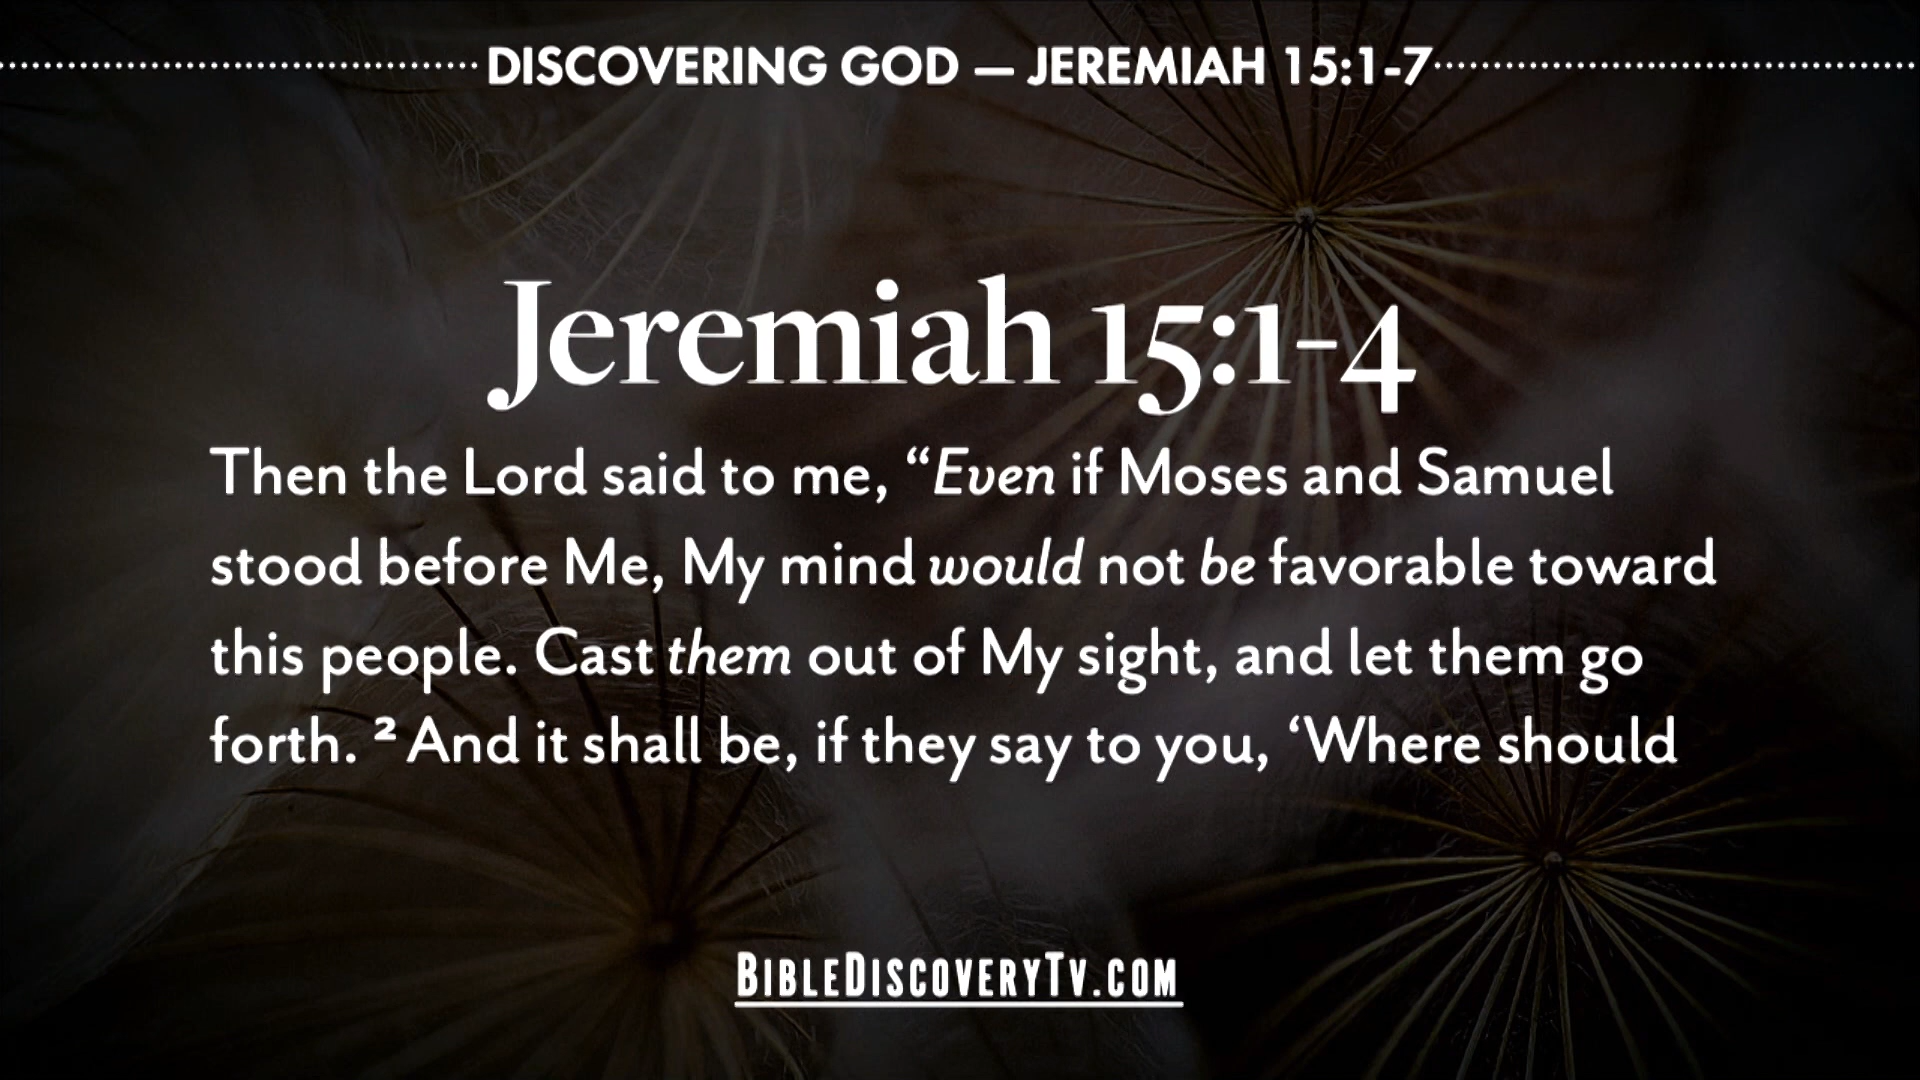 DISCOVERING GOD — JEREMIAH 15:1-7
Jeremiah 15:1-4
Then the Lord said to me, “Even if Moses and Samuel
stood before Me, My mind would not be favorable toward
this people. Cast them out of My sight, and let them go
forth. ² And it shall be, if they say to you, ‘Where should
BIBLEDISCOVERYTV.COM